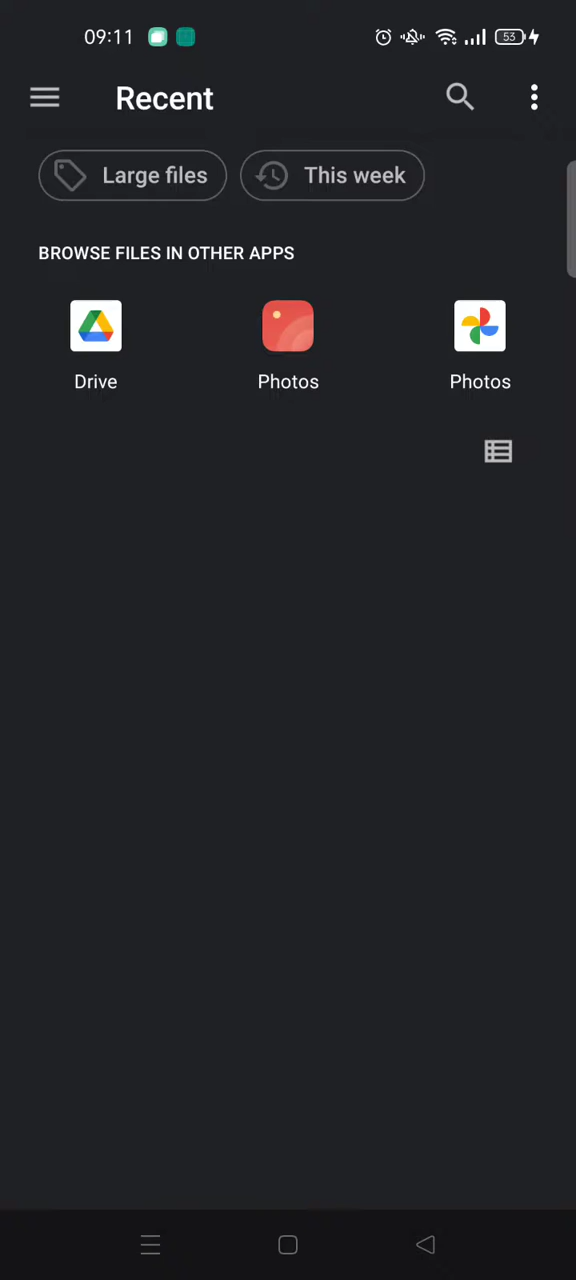 09:11 53
Recent
Large files This week
BROWSE FILES IN OTHER APPS
Drive Photos Photos